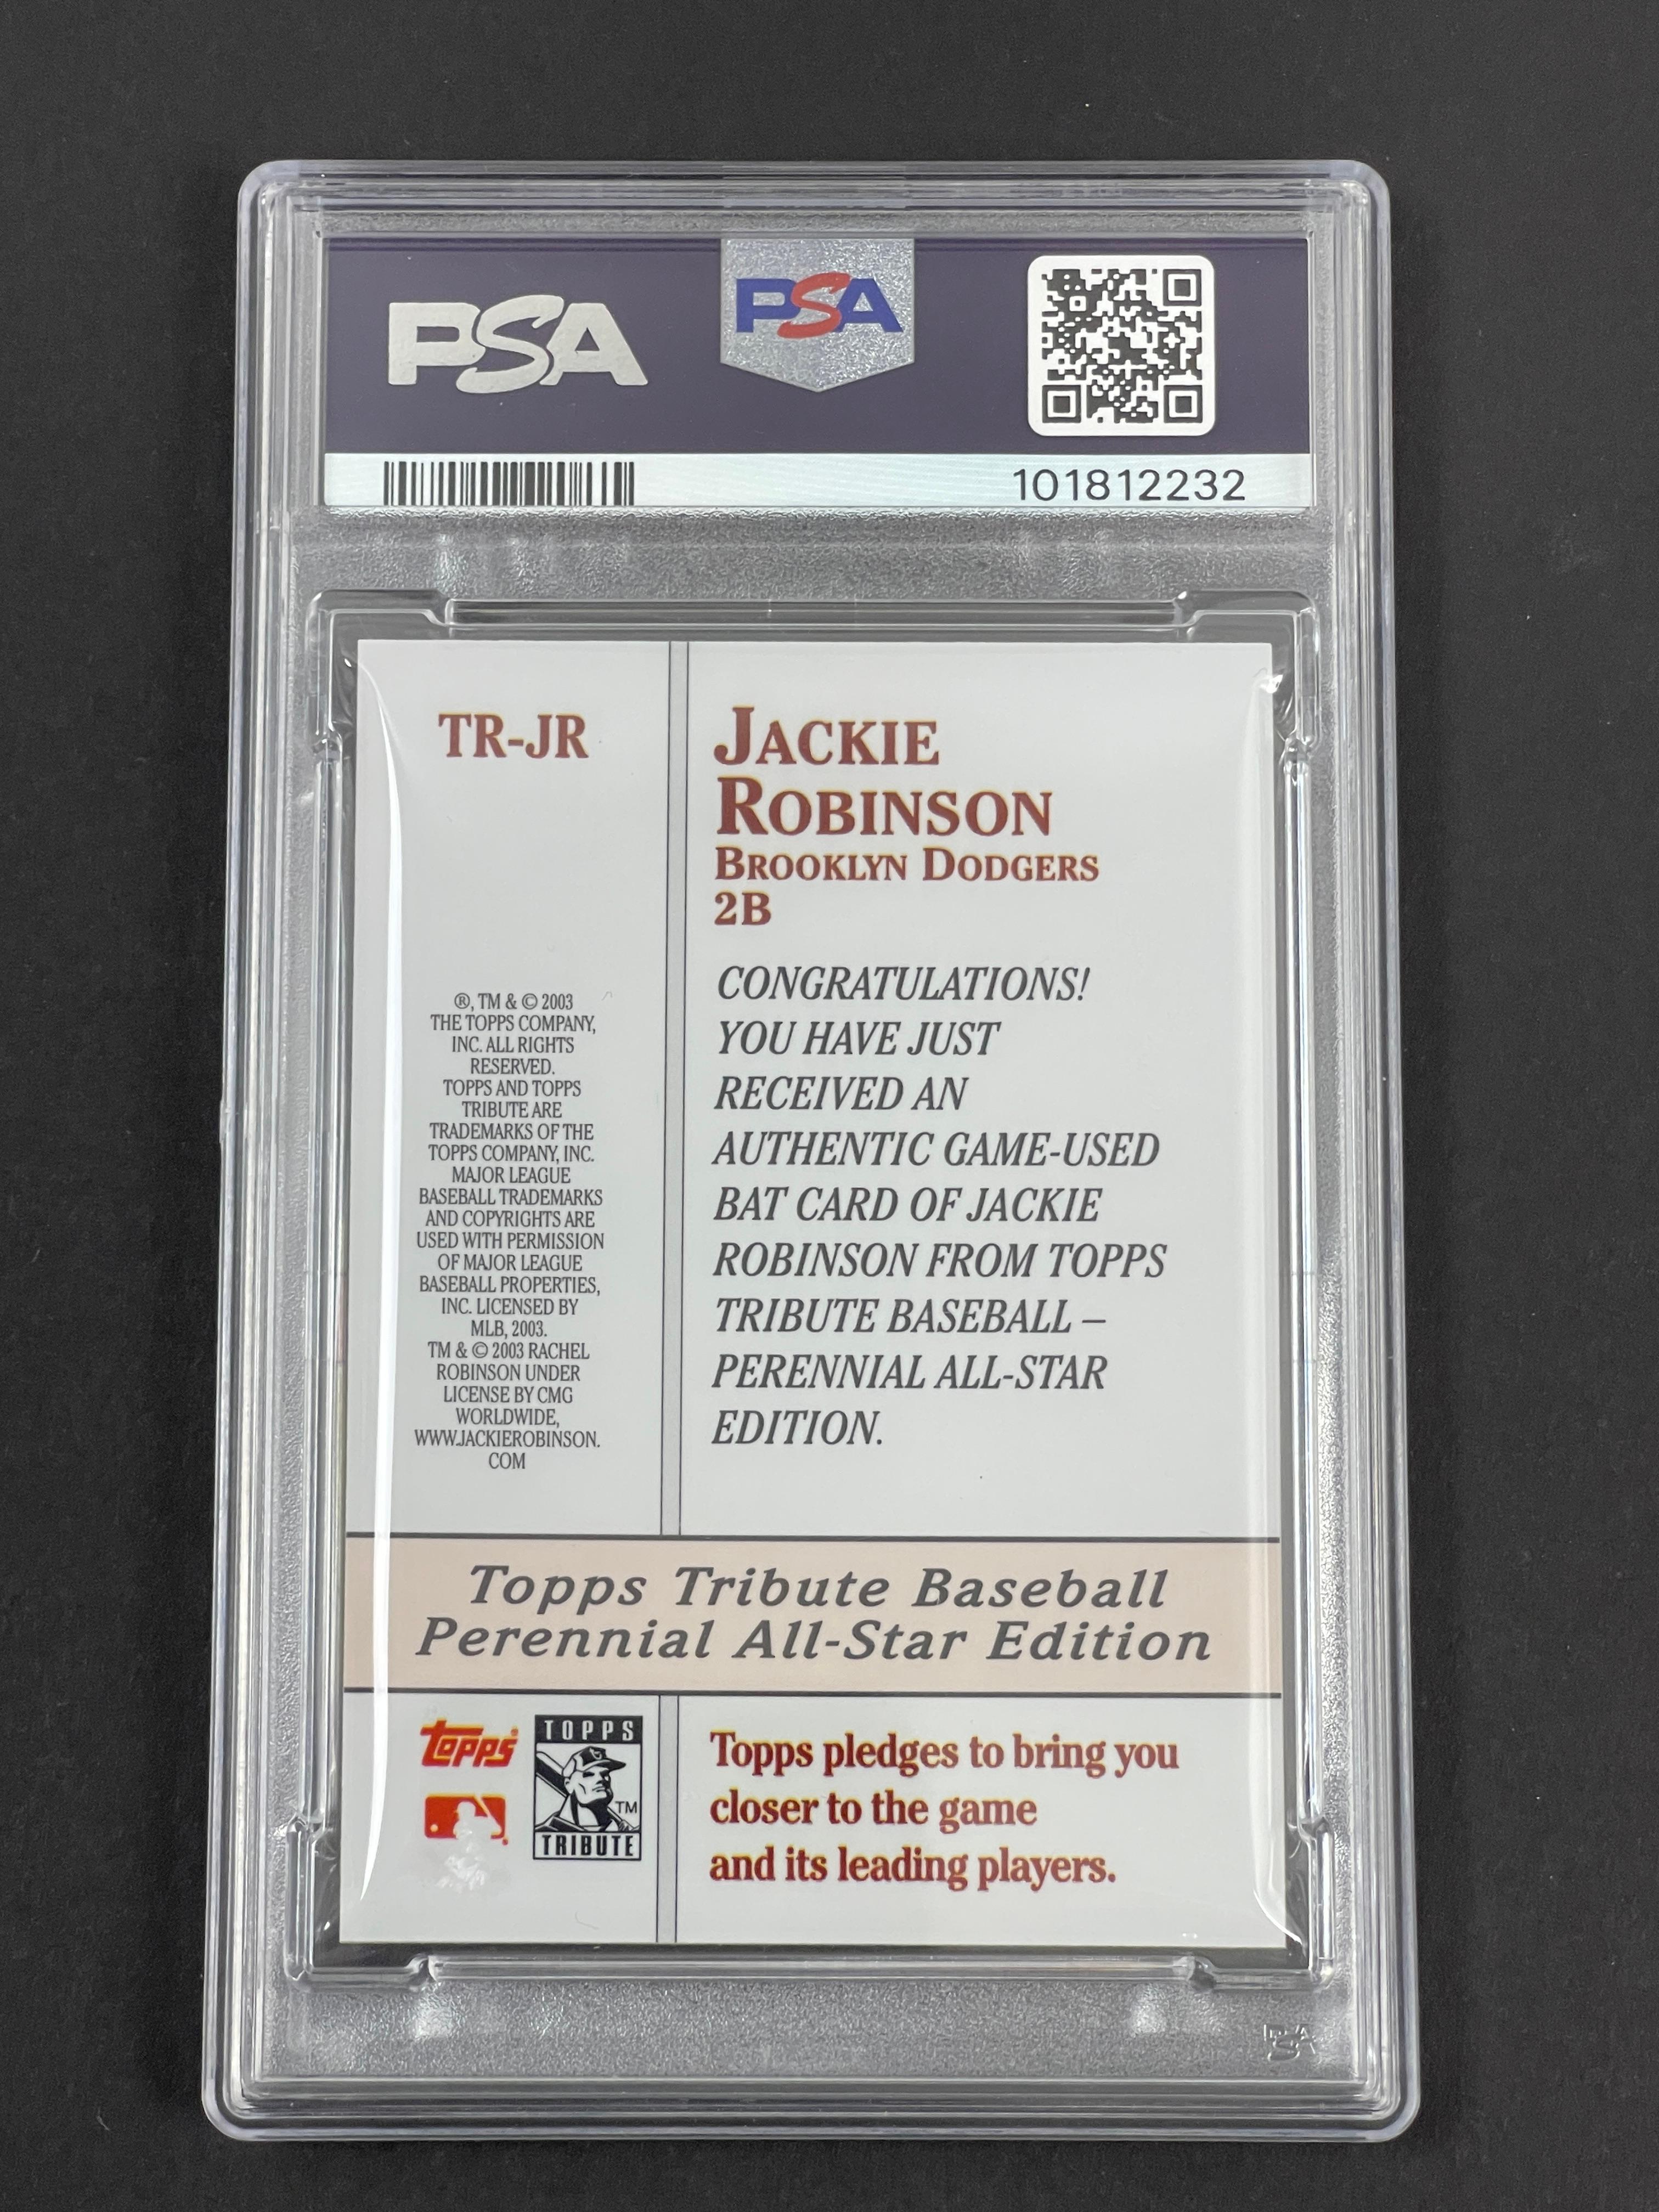 PSA
PSA
101812232
TR-JR
JACKIE
ROBINSON
BROOKLYN DODGERS
2B
CONGRATULATIONS!
YOU HAVE JUST
RECEIVED AN
AUTHENTIC GAME-USED
BAT CARD OF JACKIE
ROBINSON FROM TOPPS
TRIBUTE BASEBALL –
PERENNIAL ALL-STAR
EDITION.
®, TM & © 2003
THE TOPPS COMPANY,
INC. ALL RIGHTS
RESERVED.
TOPPS AND TOPPS
TRIBUTE ARE
TRADEMARKS OF THE
TOPPS COMPANY, INC.
MAJOR LEAGUE
BASEBALL TRADEMARKS
AND COPYRIGHTS ARE
USED WITH PERMISSION
OF MAJOR LEAGUE
BASEBALL PROPERTIES,
INC. LICENSED BY
MLB, 2003.
TM & © 2003 RACHEL
ROBINSON UNDER
LICENSE BY CMG
WORLDWIDE,
WWW.JACKIEROBINSON.
COM
Topps Tribute Baseball
Perennial All-Star Edition
Topps®
TOPPS
TM
TRIBUTE
Topps pledges to bring you
closer to the game
and its leading players.
PSA